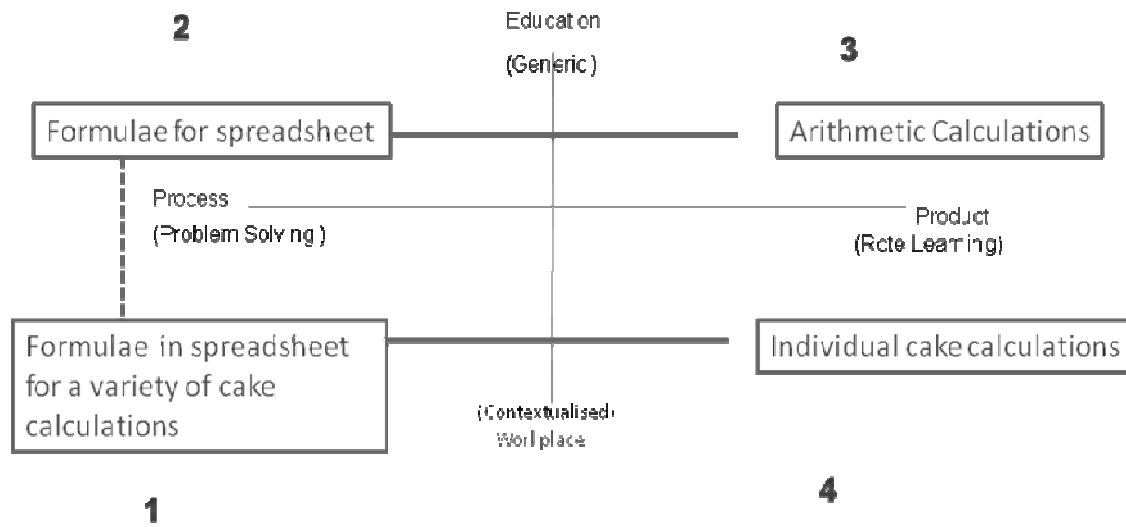 2
Education
(Generic)
3
Formulae for spreadsheet
Arithmetic Calculations
Process
(Problem Solving)
Product
(Rote Learning)
Formulae in spreadsheet
for a variety of cake
calculations
Individual cake calculations
(Contextualised)
Workplace
1
4